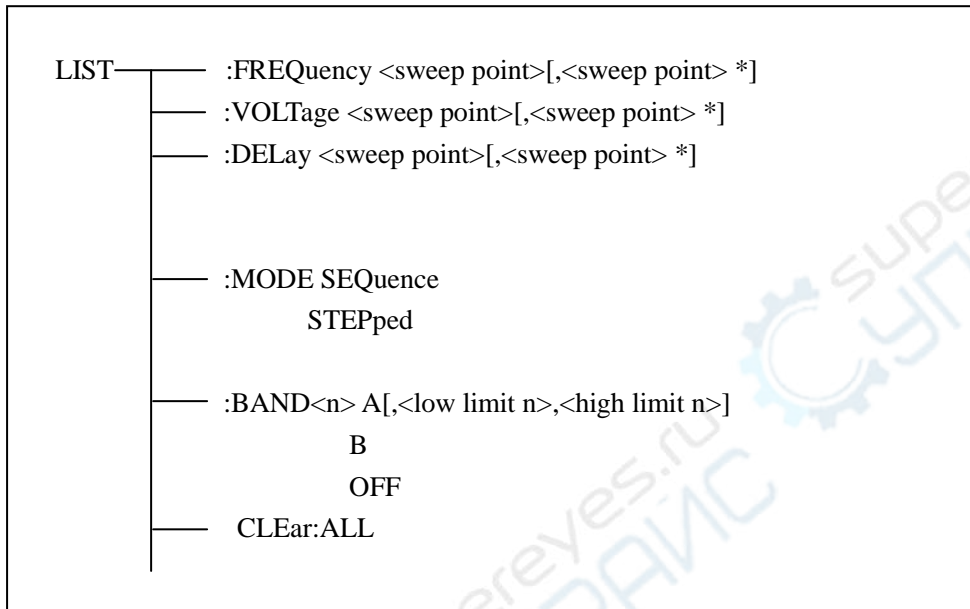 LIST :FREQuency <sweep point>[,<sweep point> *]
:VOLTage <sweep point>[,<sweep point> *]
:DELay <sweep point>[,<sweep point> *]
:MODE SEQuence
STEPped
:BAND<n> A[,<low limit n>,<high limit n>]
B
OFF
CLEar:ALL